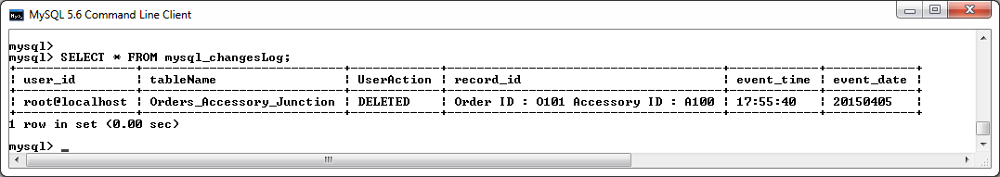 MySQL 5.6 Command Line Client
mysql>
mysql> SELECT * FROM mysql_changesLog;
+----------------+---------------------------+------------+--------------------------------------+------------+------------+
| user_id | tableName | UserAction | record_id | event_time | event_date |
+----------------+---------------------------+------------+--------------------------------------+------------+------------+
| root@localhost | Orders_Accessory_Junction | DELETED | Order ID : O101 Accessory ID : A100 | 17:55:40 | 20150405 |
+----------------+---------------------------+------------+--------------------------------------+------------+------------+
1 row in set (0.00 sec)
mysql> _